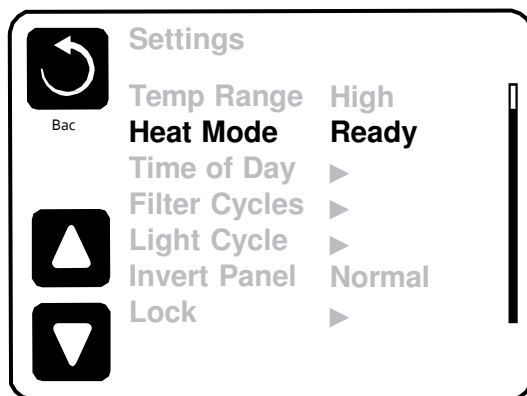 Settings
Temp Range High
Bac
Heat Mode Ready
Time of Day ▶
Filter Cycles ▶
Light Cycle ▶
Invert Panel Normal
Lock ▶